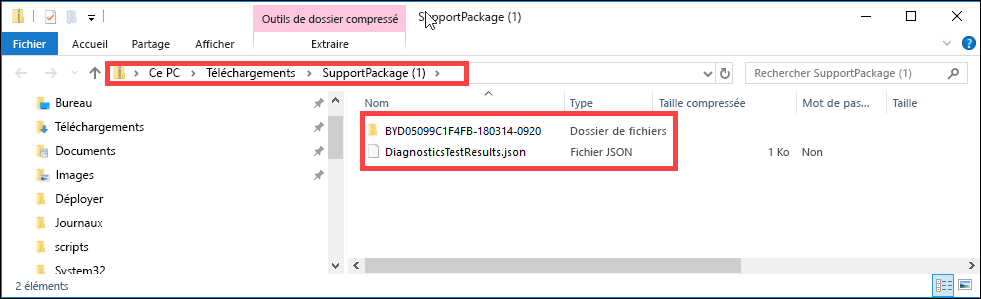 Outils de dossier compressé
SupportPackage (1)
Fichier
Accueil
Partage
Afficher
Extraire
Ce PC
Téléchargements
SupportPackage (1)
Rechercher SupportPackage (1)
Bureau
Téléchargements
Documents
Images
Déployer
Journaux
scripts
System32
Nom
Type
Taille compressée
Mot de pas...
Taille
BYD05099C1F4FB-180314-0920
Dossier de fichiers
DiagnosticsTestResults.json
Fichier JSON
1 Ko
Non
2 éléments